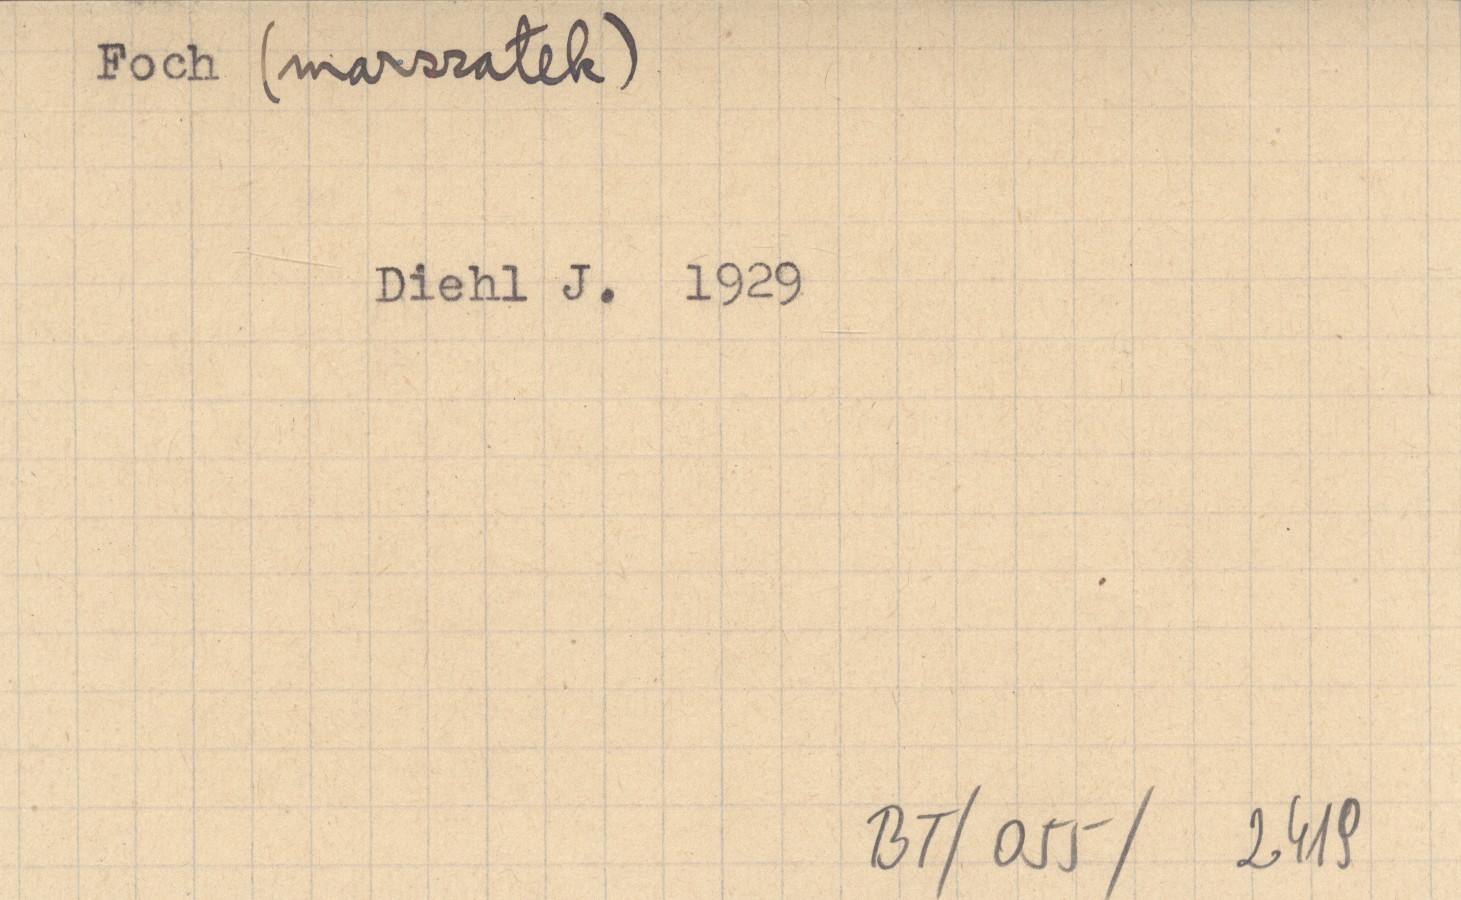 Foch (marszałek)
Diehl J. 1929
BT/055/ 2419